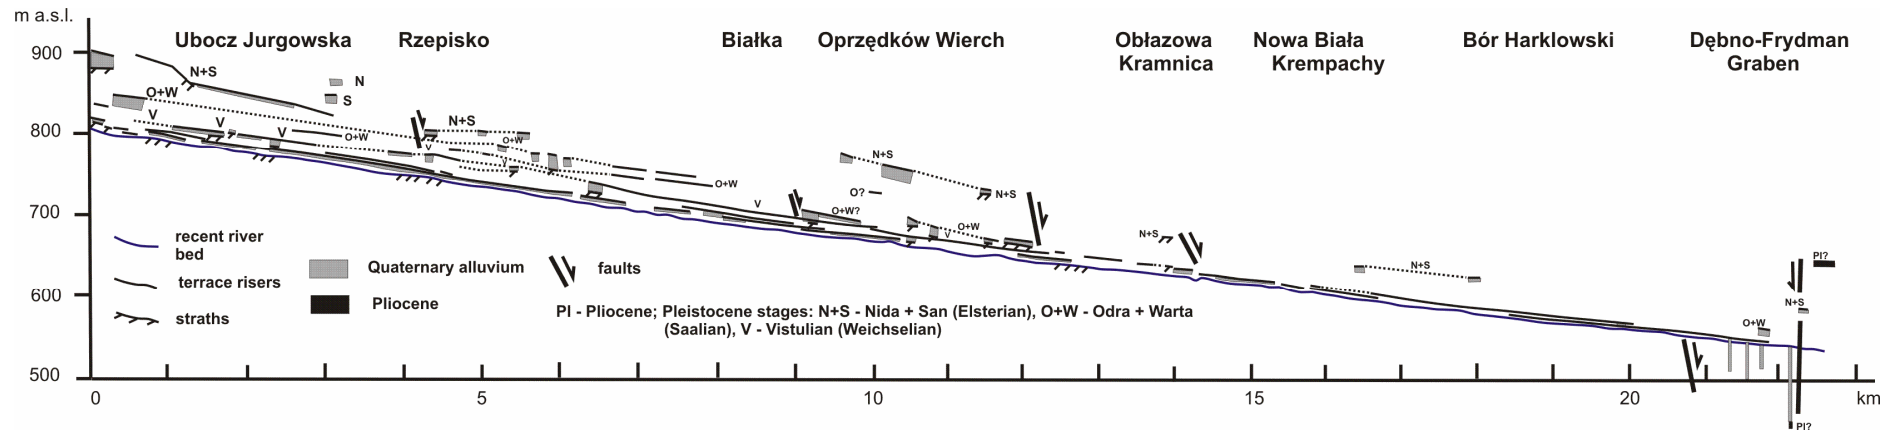 m a.s.l.
Ubocz Jurgowska
Rzepisko
Białka
Oprzędków Wierch
Obłazowa
Kramnica
Nowa Biała
Krempachy
Bór Harklowski
Dębno-Frydman
Graben
900
800
700
600
500
N+S
N
S
O+W
V
V
V
O+W
N+S
O+W
V
V
O+W
V
N+S
O?
N+S
O+W?
O+W
V
N+S
N+S
O+W
N+S
Pl?
Pl?
recent river
bed
terrace risers
straths
Quaternary alluvium
Pliocene
faults
Pl - Pliocene; Pleistocene stages: N+S - Nida + San (Elsterian), O+W - Odra + Warta
(Saalian), V - Vistulian (Weichselian)
0
5
10
15
20
km